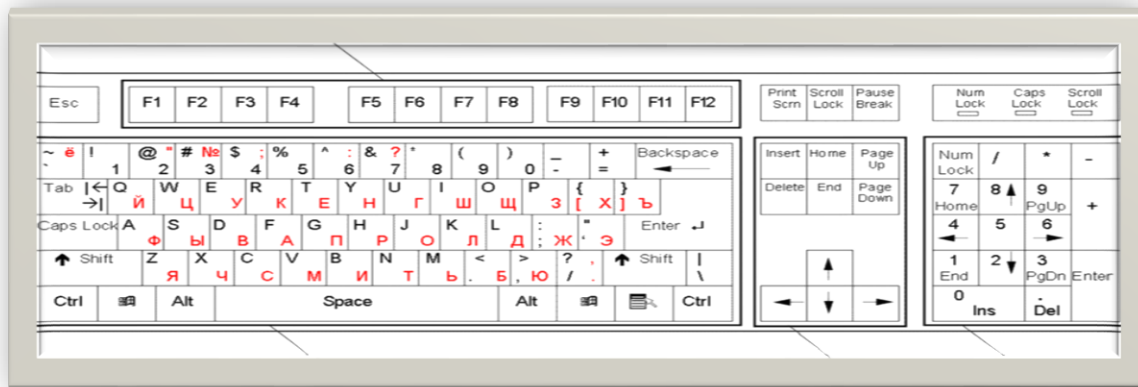 Esc F1 F2 F3 F4 F5 F6 F7 F8 F9 F10 F11 F12 Print Scrn Scroll Lock Pause Break Num Lock Caps Lock Scroll Lock
~ ё ` ! 1 @ " 2 # № 3 $ ; 4 % 5 ^ : 6 & ? 7 * 8 ( 9 ) 0 _ - + = Backspace Insert Home Page Up Num Lock / * -
Tab Q Й W Ц E У R К T Е Y Н U Г I Ш O Щ P З { [ Х } ] Ъ Delete End Page Down 7 Home 8 9 PgUp +
Caps Lock A Ф S Ы D В F А G П H Р J О K Л L Д : ; Ж " ' Э Enter 4 5 6
Shift Z Я X Ч C С V М B И N Т M Ь < . Б > , Ю ? , / . Shift | \ 1 End 2 3 PgDn Enter
Ctrl Alt Space Alt Ctrl 0 Ins . Del